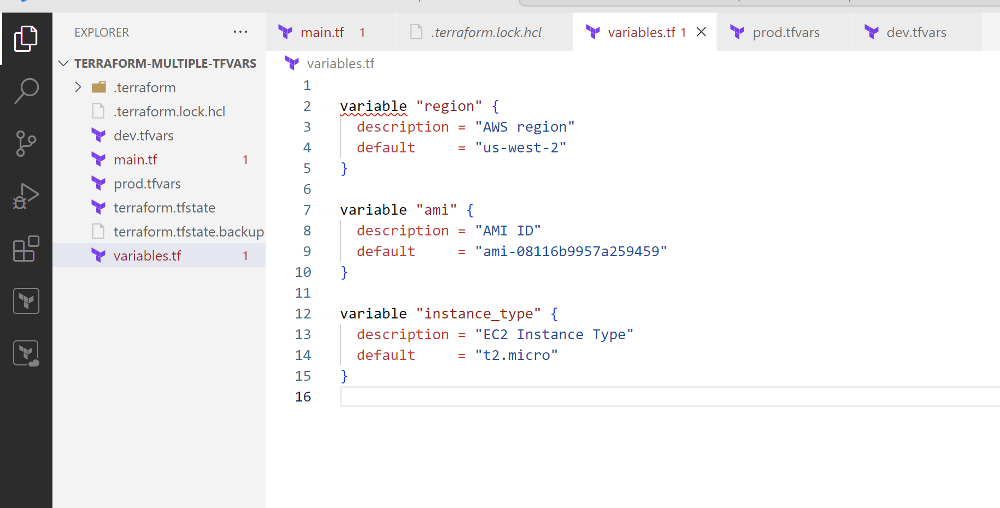 EXPLORER ...
TERRAFORM-MULTIPLE-TFVARS
.terraform
.terraform.lock.hcl
dev.tfvars
main.tf 1
prod.tfvars
terraform.tfstate
terraform.tfstate.backup
variables.tf 1
main.tf 1 .terraform.lock.hcl variables.tf 1 prod.tfvars dev.tfvars
variables.tf
1
2 variable "region" {
3 description = "AWS region"
4 default = "us-west-2"
5 }
6
7 variable "ami" {
8 description = "AMI ID"
9 default = "ami-08116b9957a259459"
10 }
11
12 variable "instance_type" {
13 description = "EC2 Instance Type"
14 default = "t2.micro"
15 }
16